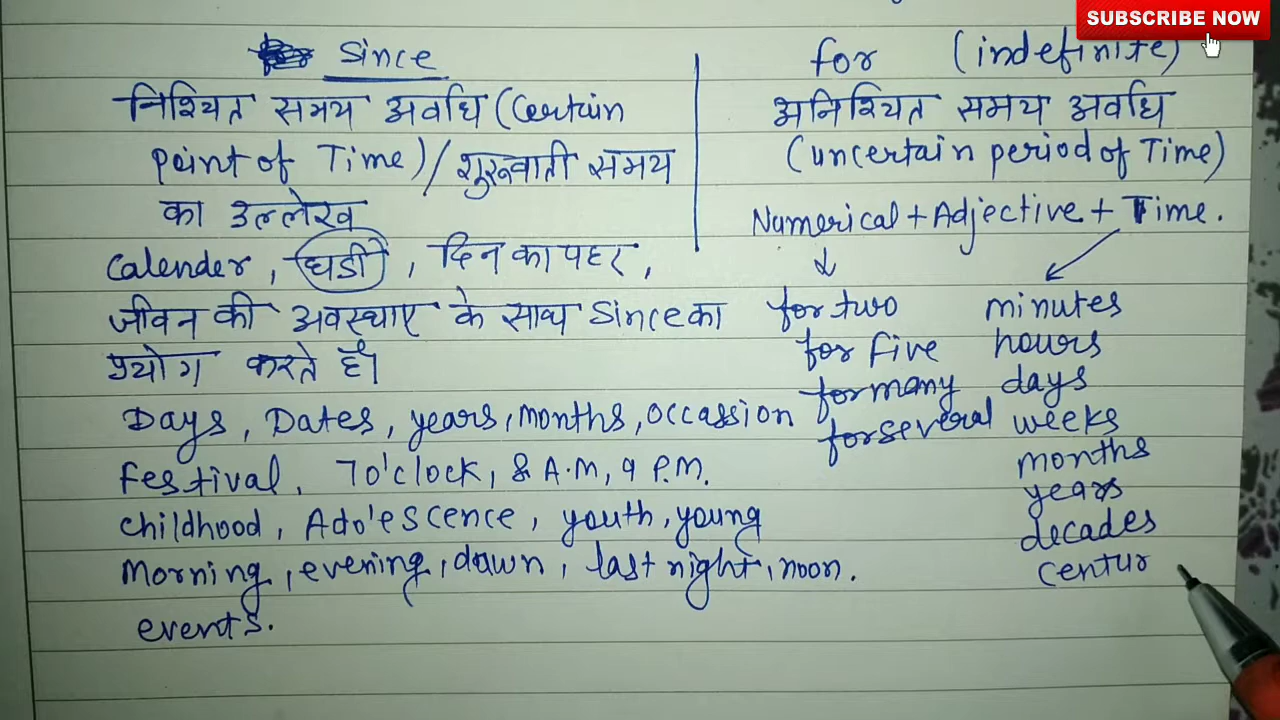 SUBSCRIBE NOW
Since
निश्चित समय अवधि (Certain
point of Time) / शुरूवाती समय
का उल्लेख
Calender, घडी, दिन का पहर,
जीवन की अवस्थाए के साथ Since का
प्रयोग करते हैं।
Days, Dates, years, months, occassion
Festival, 7 o'clock, 8 A.M, 9 P.M.
childhood, Ado'escence, youth, young
Morning, evening, dawn, last night, noon.
events.
for (indefinite)
अनिश्चित समय अवधि
(uncertain period of Time)
Numerical + Adjective + Time.
for two minutes
for five hours
for many days
for several weeks
months
years
decades
centur